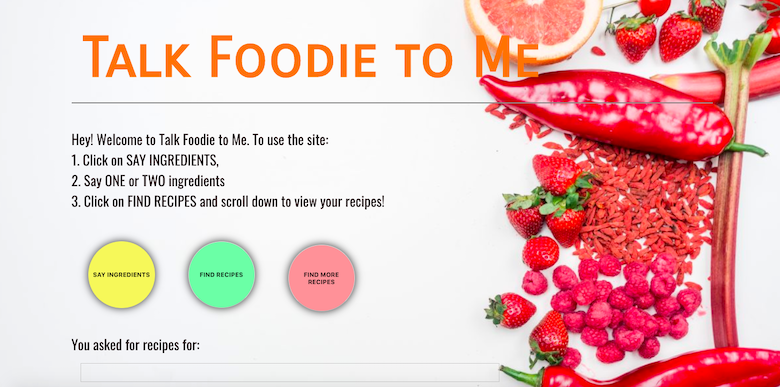 Talk Foodie to Me
Hey! Welcome to Talk Foodie to Me. To use the site:
1. Click on SAY INGREDIENTS,
2. Say ONE or TWO ingredients
3. Click on FIND RECIPES and scroll down to view your recipes!
SAY INGREDIENTS
FIND RECIPES
FIND MORE
RECIPES
You asked for recipes for: